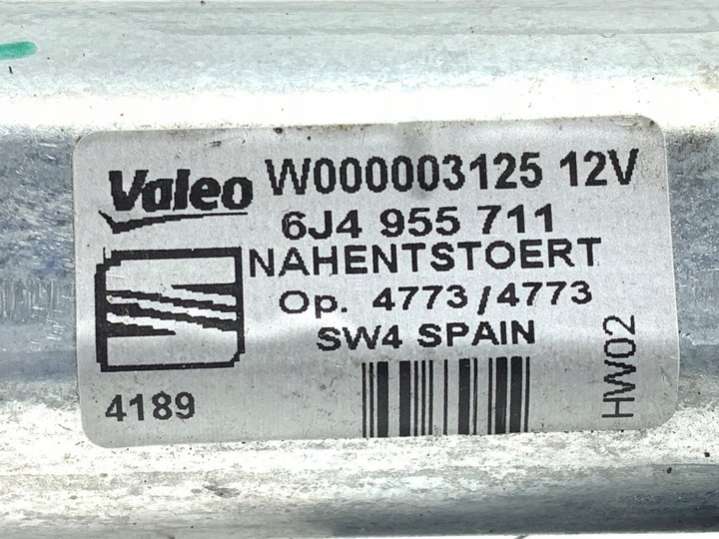 Valeo W000003125 12V
6J4 955 711
NAHENTSTOERT
Op. 4773/4773
SW4 SPAIN
4189
HW02